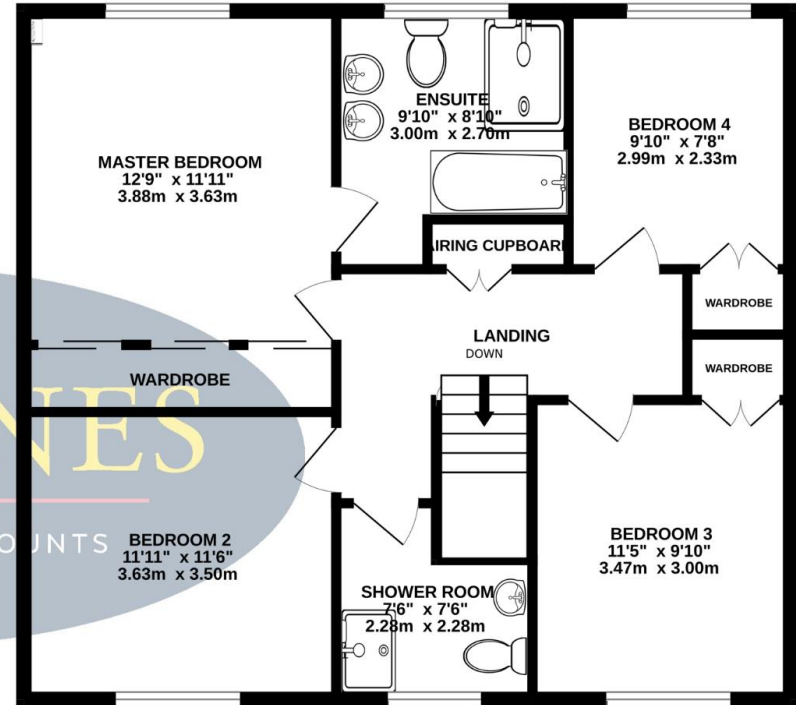 MASTER BEDROOM
12'9" x 11'11"
3.88m x 3.63m
ENSUITE
9'10" x 8'10"
3.00m x 2.70m
BEDROOM 4
9'10" x 7'8"
2.99m x 2.33m
AIRING CUPBOARD
WARDROBE
LANDING
DOWN
WARDROBE
WARDROBE
NES
OUNTS
BEDROOM 2
11'11" x 11'6"
3.63m x 3.50m
BEDROOM 3
11'5" x 9'10"
3.47m x 3.00m
SHOWER ROOM
7'6" x 7'6"
2.28m x 2.28m